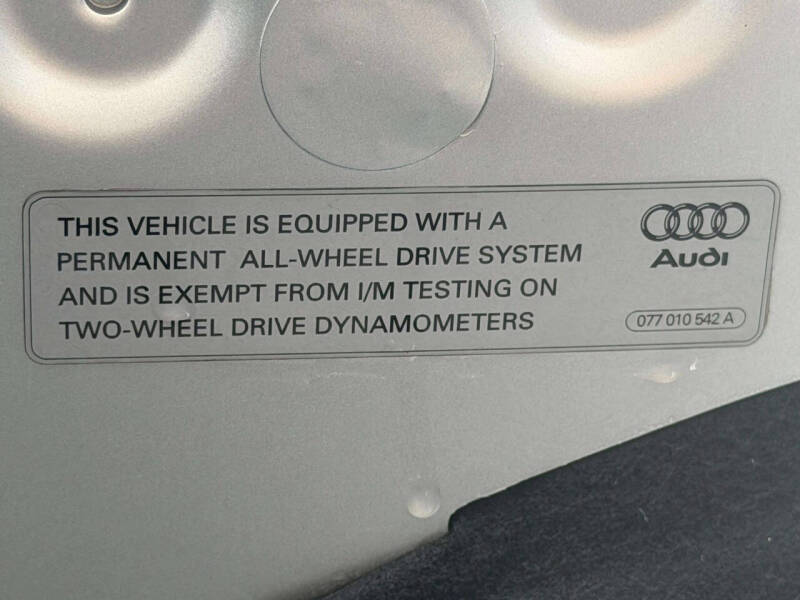 THIS VEHICLE IS EQUIPPED WITH A
PERMANENT ALL-WHEEL DRIVE SYSTEM
AND IS EXEMPT FROM I/M TESTING ON
TWO-WHEEL DRIVE DYNAMOMETERS
Audi
077 010 542 A